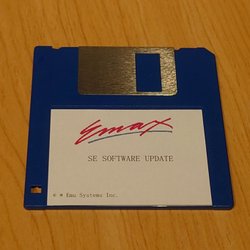 Emax
SE SOFTWARE UPDATE
© ® Emu Systems Inc.